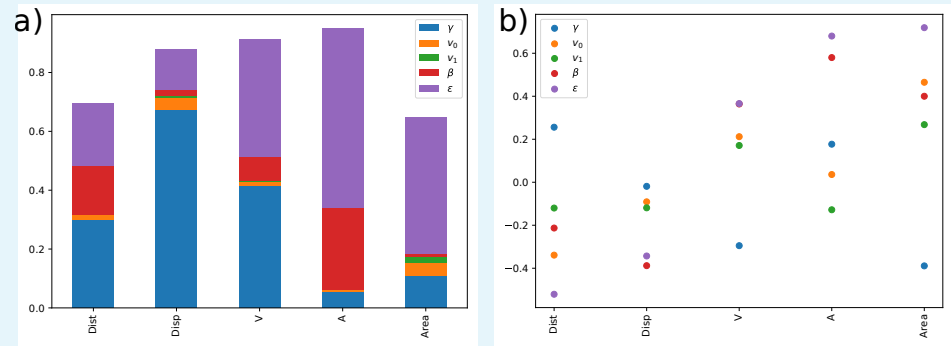 a)
γ
v₀
v₁
β
ε
0.8
0.6
0.4
0.2
0.0
Dist
Disp
V
A
Area
b)
γ
v₀
v₁
β
ε
0.6
0.4
0.2
0.0
−0.2
−0.4
Dist
Disp
V
A
Area